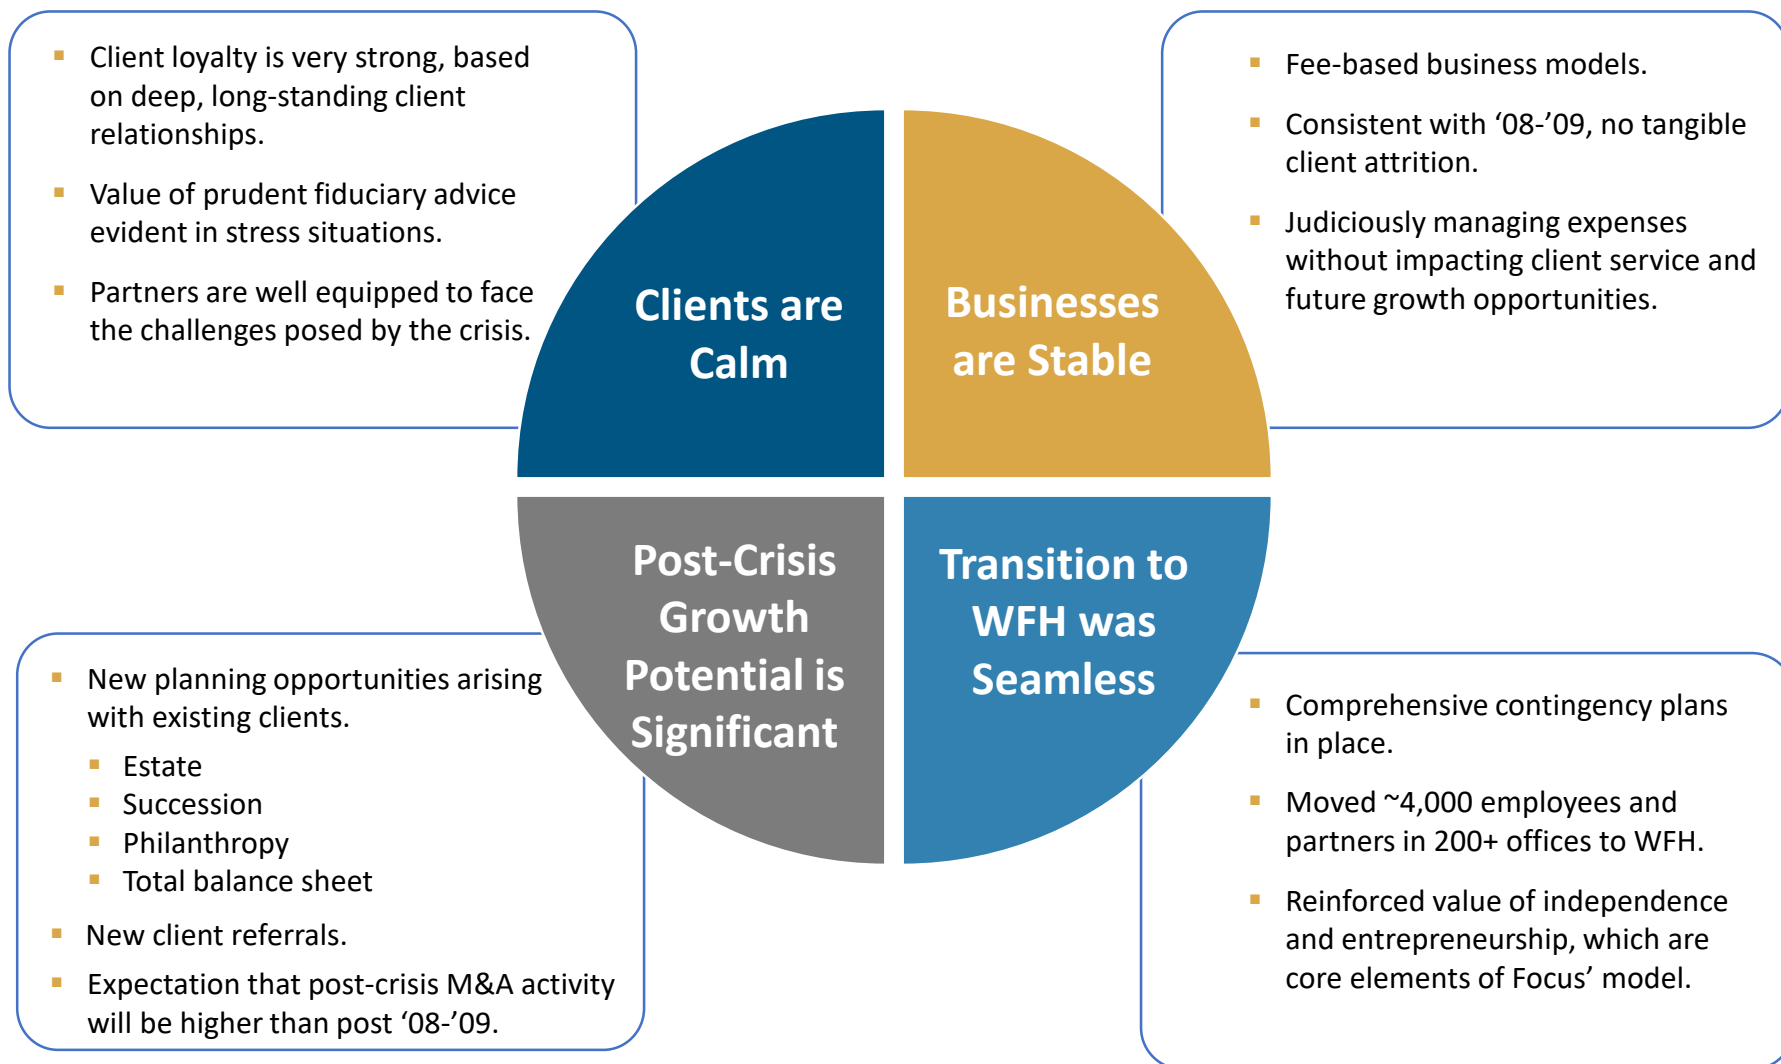 ▪ Client loyalty is very strong, based
on deep, long-standing client
relationships.
▪ Value of prudent fiduciary advice
evident in stress situations.
▪ Partners are well equipped to face
the challenges posed by the crisis.
▪ Fee-based business models.
▪ Consistent with ‘08-’09, no tangible
client attrition.
▪ Judiciously managing expenses
without impacting client service and
future growth opportunities.
Clients are
Calm
Businesses
are Stable
Post-Crisis
Growth
Potential is
Significant
Transition to
WFH was
Seamless
▪ New planning opportunities arising
with existing clients.
▪ Estate
▪ Succession
▪ Philanthropy
▪ Total balance sheet
▪ New client referrals.
▪ Expectation that post-crisis M&A activity
will be higher than post ‘08-’09.
▪ Comprehensive contingency plans
in place.
▪ Moved ~4,000 employees and
partners in 200+ offices to WFH.
▪ Reinforced value of independence
and entrepreneurship, which are
core elements of Focus’ model.